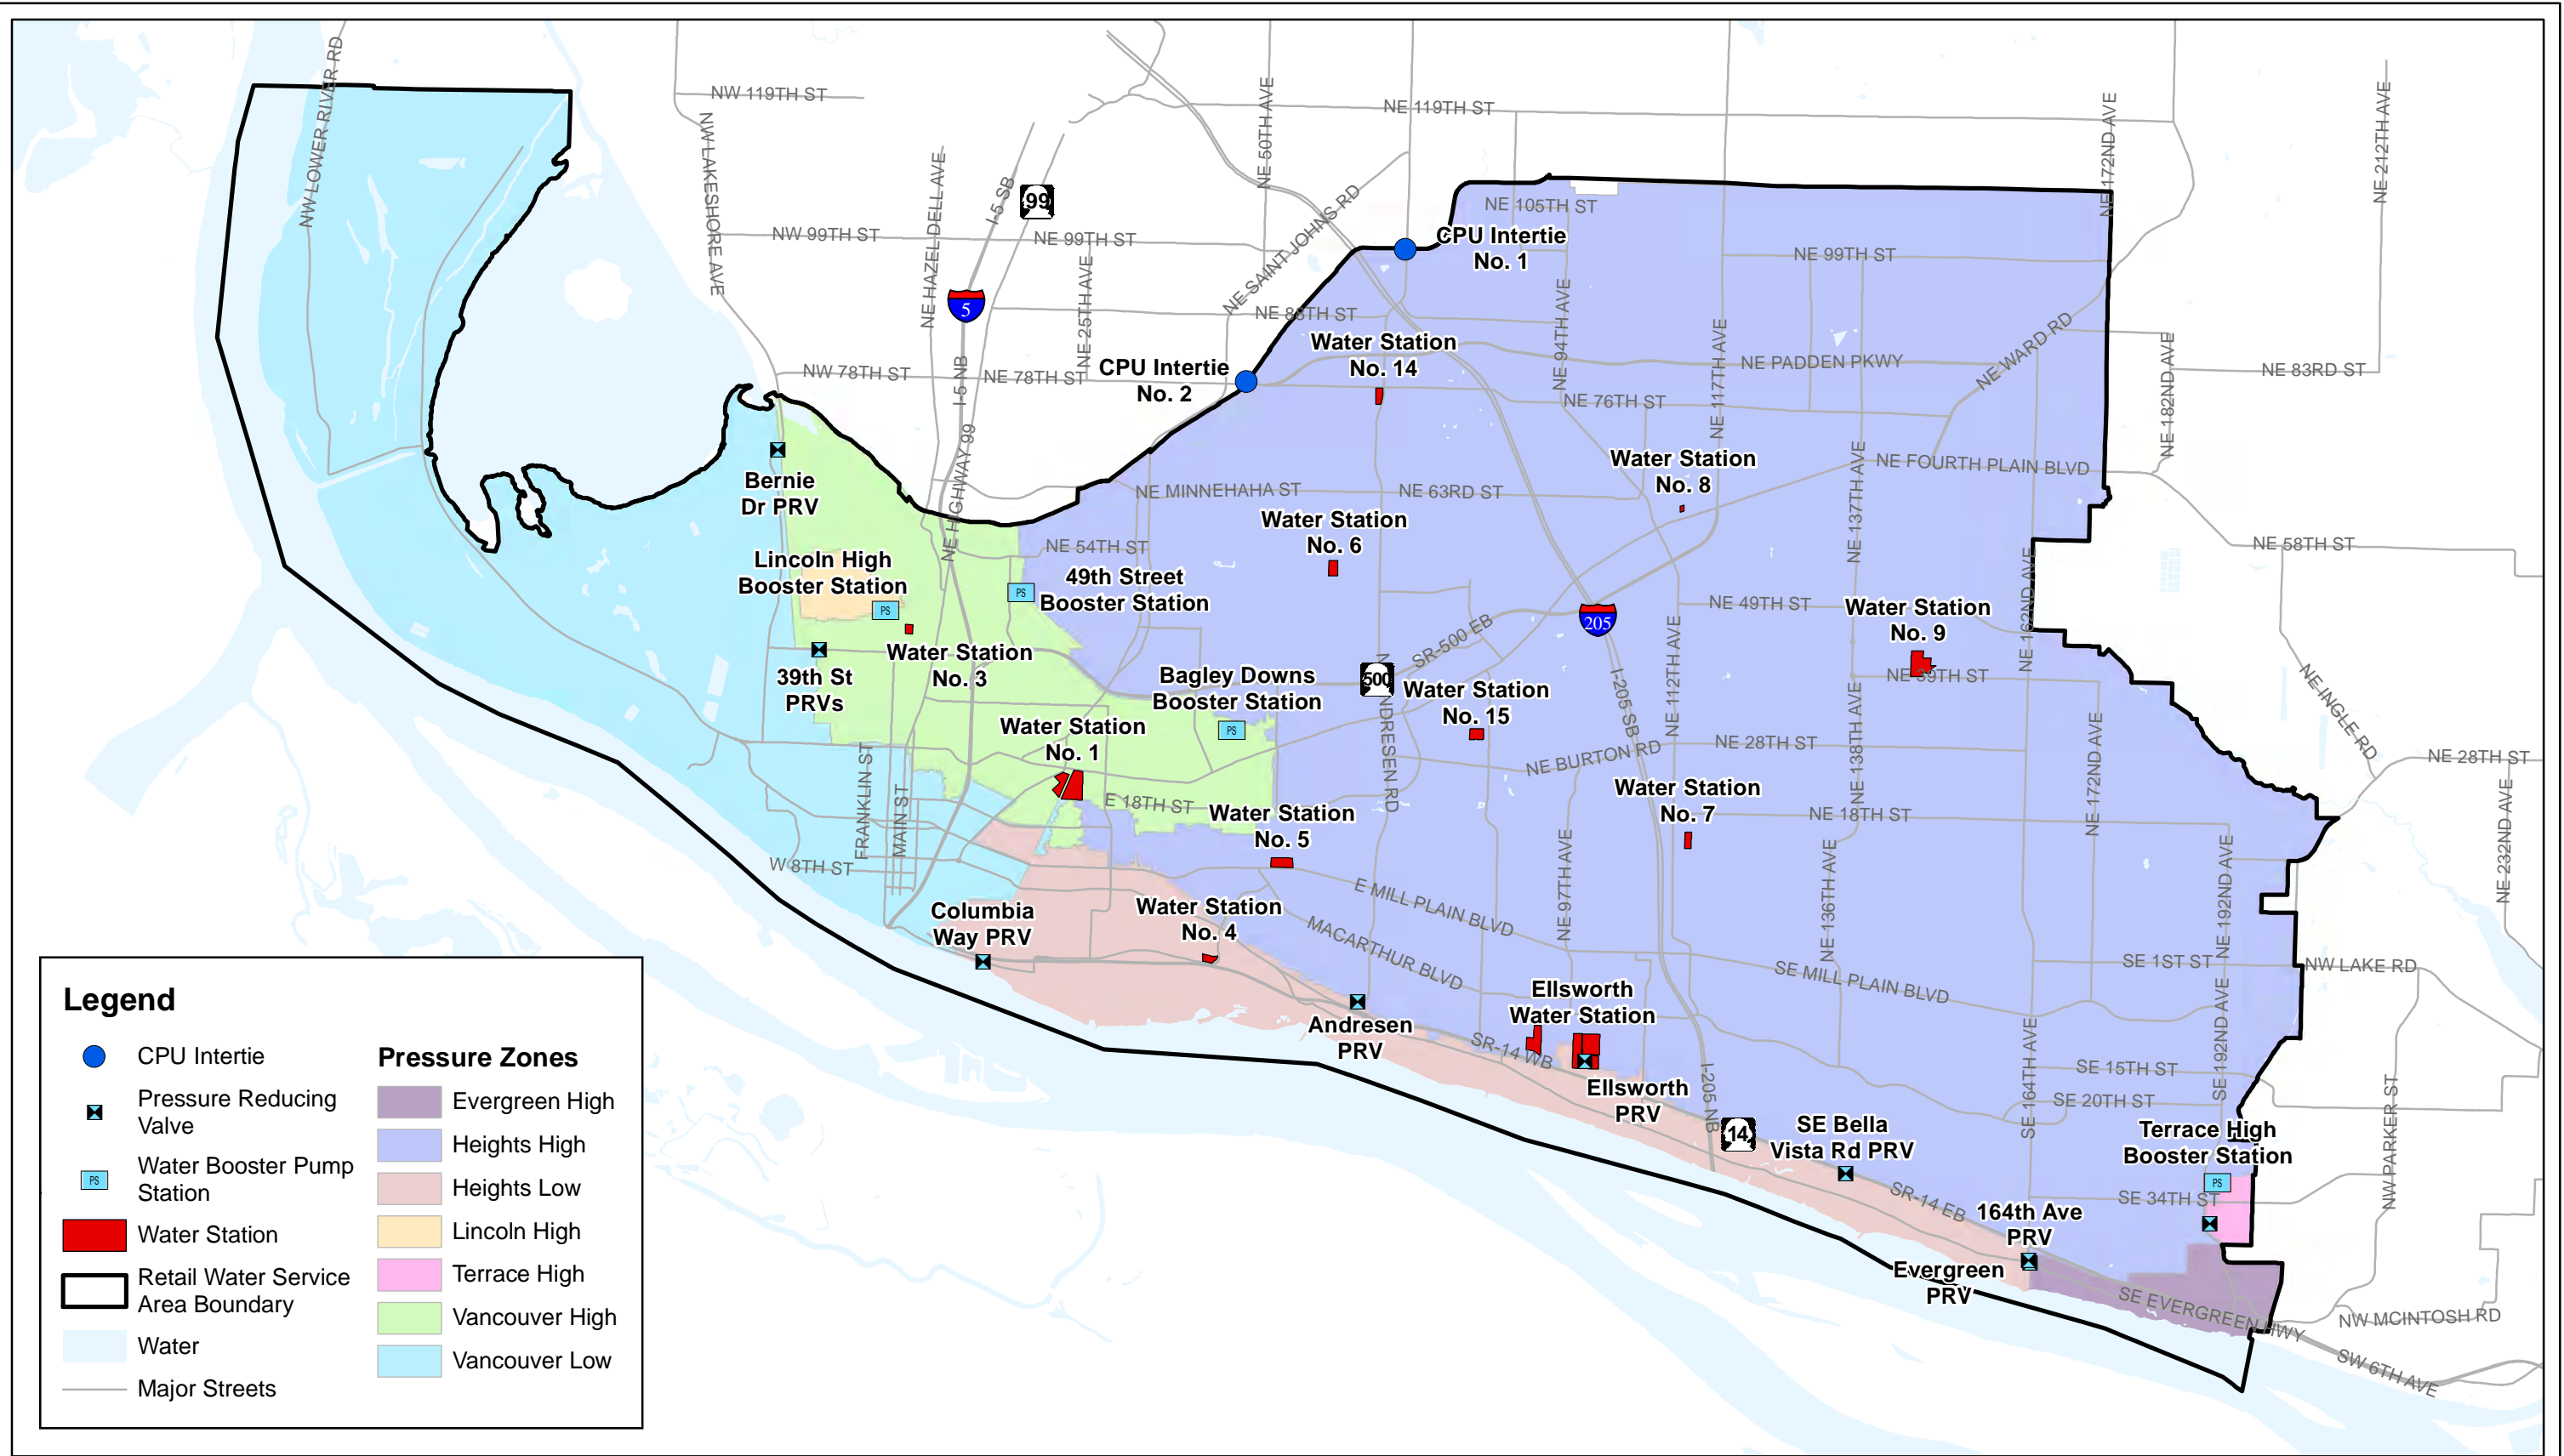 NW LOWER RIVER RD
NW 119TH ST
NW LAKESHORE AVE
NE HAZEL DELL AVE
I-5 SB
99
NE 50TH AVE
NE 119TH ST
NE 172ND AVE
NE 212TH AVE
NE 105TH ST
NW 99TH ST
NE 99TH ST
NE 25TH AVE
NE SAINT JOHNS RD
CPU Intertie
No. 1
NE 99TH ST
5
NE 88TH ST
NE 94TH AVE
NE 117TH AVE
NE WARD RD
Water Station
No. 14
NE PADDEN PKWY
NE 182ND AVE
NE 83RD ST
NW 78TH ST
I-5 NB
NE 78TH ST
CPU Intertie
No. 2
NE 76TH ST
NE HIGHWAY 99
Bernie
Dr PRV
NE MINNEHAHA ST
NE 63RD ST
Water Station
No. 8
NE 137TH AVE
NE FOURTH PLAIN BLVD
Water Station
No. 6
NE 54TH ST
NE 58TH ST
Lincoln High
Booster Station
PS
49th Street
Booster Station
PS
NE 49TH ST
205
Water Station
No. 9
NE 162ND AVE
SR-500 EB
NE 112TH AVE
39th St
PRVs
Water Station
No. 3
Bagley Downs
Booster Station
PS
500
Water Station
No. 15
I-205 SB
NE 39TH ST
NE INGLE RD
Water Station
No. 1
NDRESEN RD
NE BURTON RD
NE 28TH ST
NE 138TH AVE
NE 172ND AVE
NE 28TH ST
FRANKLIN ST
MAIN ST
E 18TH ST
Water Station
No. 5
Water Station
No. 7
NE 18TH ST
NE 232ND AVE
W 8TH ST
E MILL PLAIN BLVD
NE 97TH AVE
NE 136TH AVE
NE 192ND AVE
Columbia
Way PRV
Water Station
No. 4
MACARTHUR BLVD
SE MILL PLAIN BLVD
SE 1ST ST
NW LAKE RD
Andresen
PRV
Ellsworth
Water Station
SR-14 WB
Ellsworth
PRV
I-205 NB
14
SE 164TH AVE
SE 192ND AVE
SE 15TH ST
SE 20TH ST
NW PARKER ST
SE Bella
Vista Rd PRV
Terrace High
Booster Station
PS
SE 34TH ST
SR-14 EB
164th Ave
PRV
Evergreen
PRV
SE EVERGREEN HWY
NW MCINTOSH RD
SW 6TH AVE
Legend
CPU Intertie
Pressure Reducing
Valve
PS
Water Booster Pump
Station
Water Station
Retail Water Service
Area Boundary
Water
Major Streets
Pressure Zones
Evergreen High
Heights High
Heights Low
Lincoln High
Terrace High
Vancouver High
Vancouver Low